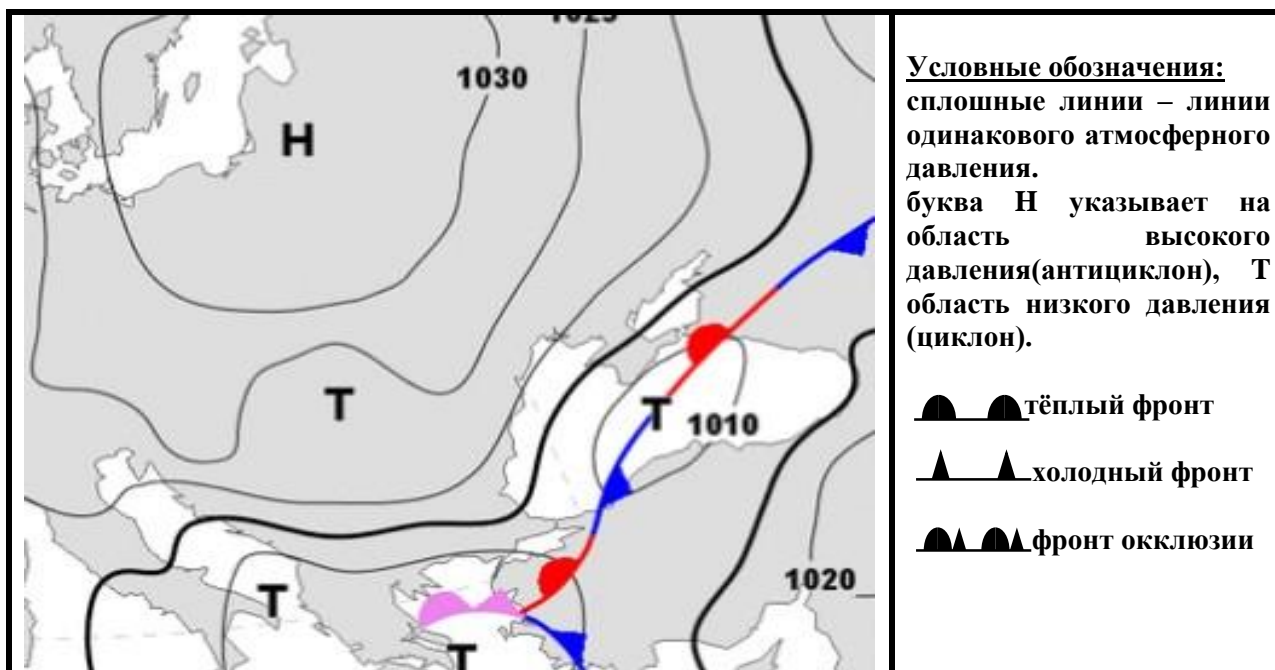 1030
H
T
T
1010
1020
T
T
Условные обозначения:
сплошные линии – линии
одинакового атмосферного
давления.
буква Н указывает на
область высокого
давления(антициклон), Т
область низкого давления
(циклон).
тёплый фронт
холодный фронт
фронт окклюзии